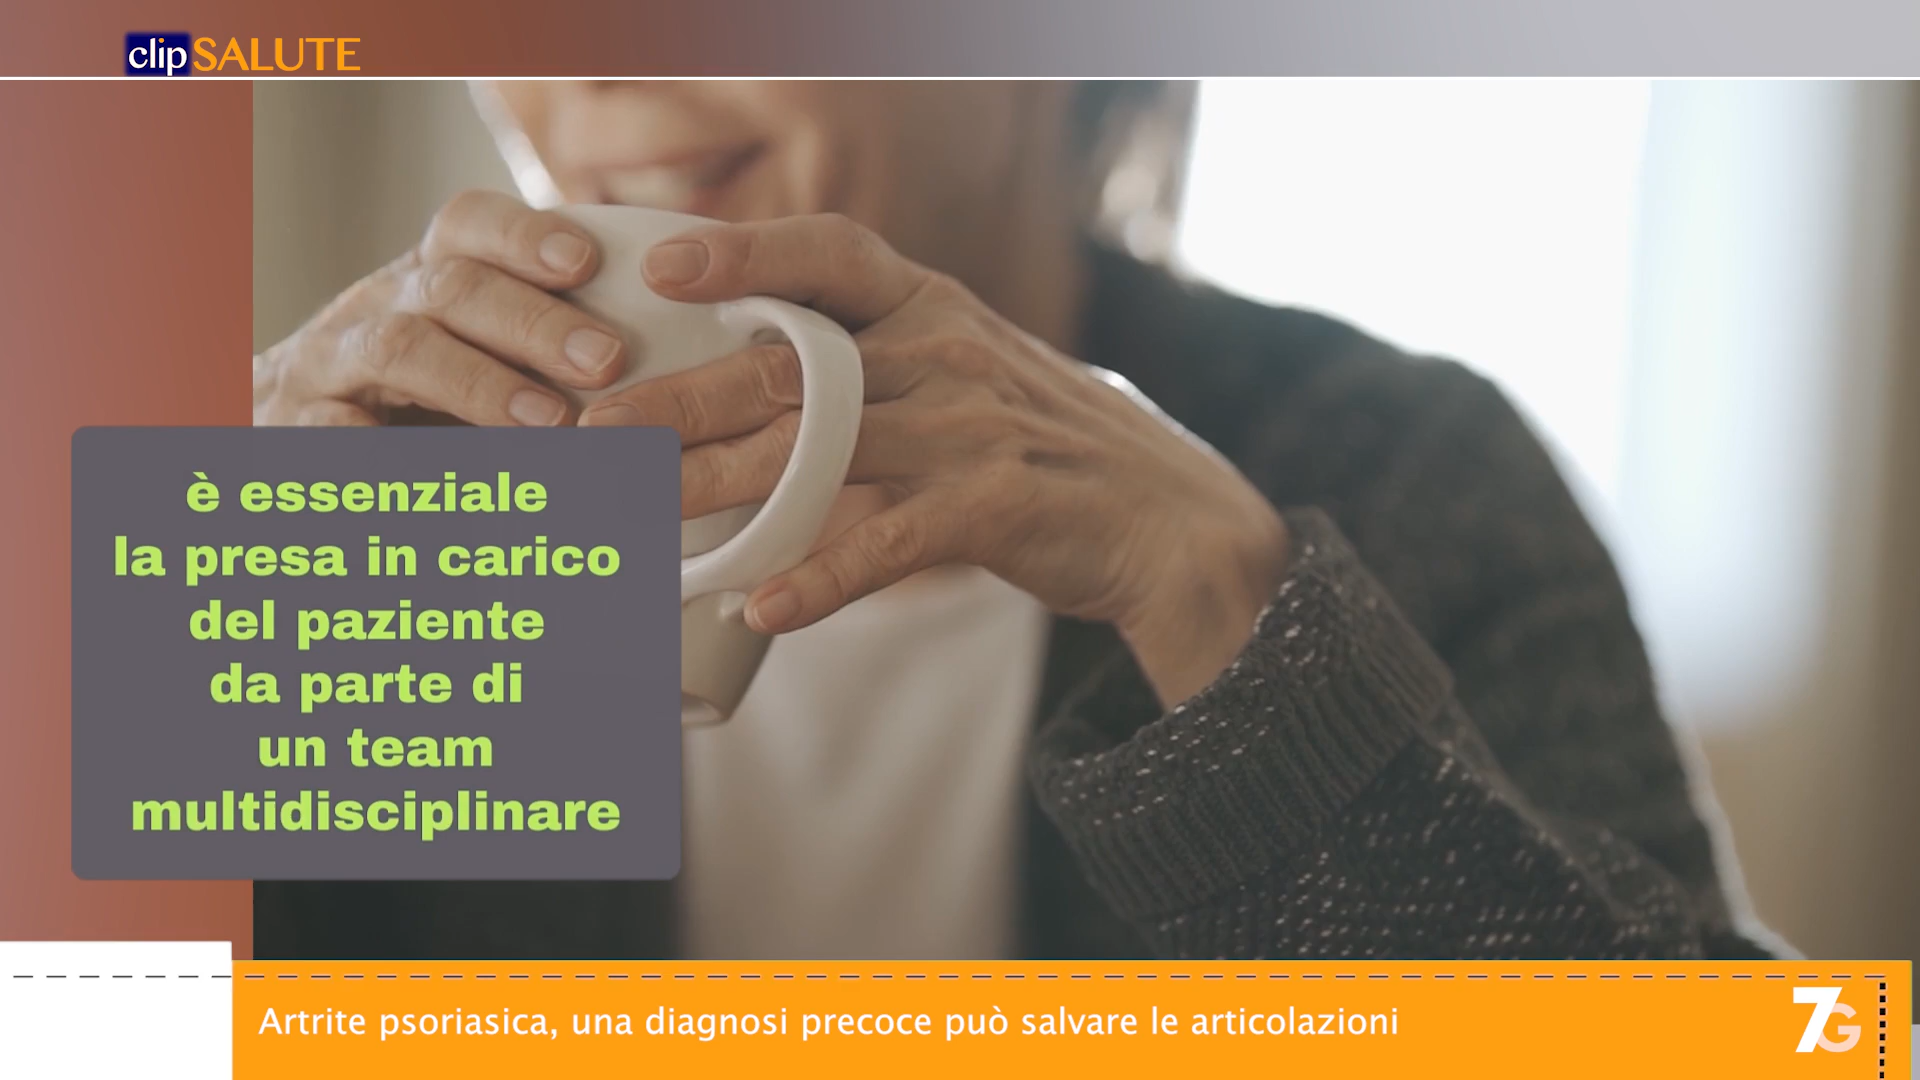 clip SALUTE
è essenziale
la presa in carico
del paziente
da parte di
un team
multidisciplinare
Artrite psoriasica, una diagnosi precoce può salvare le articolazioni
7G